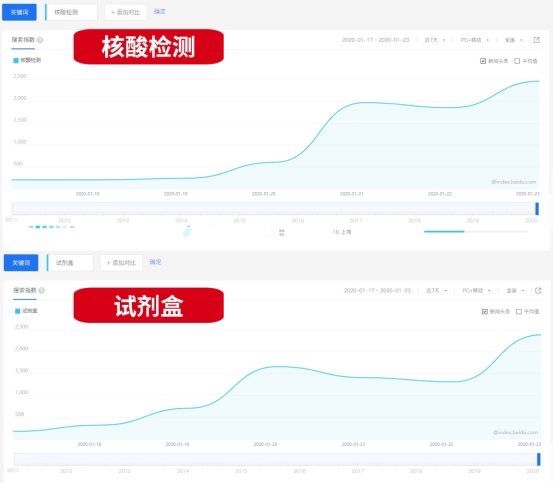 关键词 核酸检测 + 添加对比 确定
核酸检测
搜索指数 2020-01-17 ~ 2020-01-23 近7天 PC+移动 全国
核酸检测 新闻头条 平均值
2,500
2,000
1,500
1,000
500
@index.baidu.com
2020-01-18 2020-01-19 2020-01-20 2020-01-21 2020-01-22 2020-01-23
2011 2012 2013 2014 2015 2016 2017 2018 2019 2020
10.上周
关键词 试剂盒 + 添加对比 确定
试剂盒
搜索指数 2020-01-17 ~ 2020-01-23 近7天 PC+移动 全国
试剂盒 新闻头条 平均值
2,500
2,000
1,500
1,000
500
@index.baidu.com
2020-01-18 2020-01-19 2020-01-20 2020-01-21 2020-01-22 2020-01-23
2011 2012 2013 2014 2015 2016 2017 2018 2019 2020